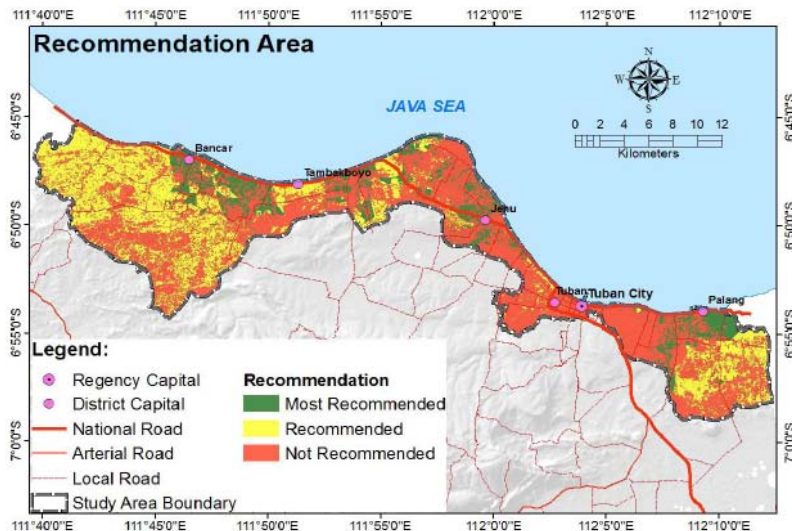 111°40'0"E 111°45'0"E 111°50'0"E 111°55'0"E 112°0'0"E 112°5'0"E 112°10'0"E
Recommendation Area
N
W E
S
JAVA SEA
0 1 2 4 6 8 10 12
Kilometers
6°45'0"S 6°45'0"S
Bancar
Tambakboyo
Jenu
6°50'0"S 6°50'0"S
Tuban
Tuban City
Palang
6°55'0"S 6°55'0"S
Legend:
Regency Capital
District Capital
National Road
Arterial Road
Local Road
Study Area Boundary
Recommendation
Most Recommended
Recommended
Not Recommended
7°0'0"S 7°0'0"S
111°40'0"E 111°45'0"E 111°50'0"E 111°55'0"E 112°0'0"E 112°5'0"E 112°10'0"E